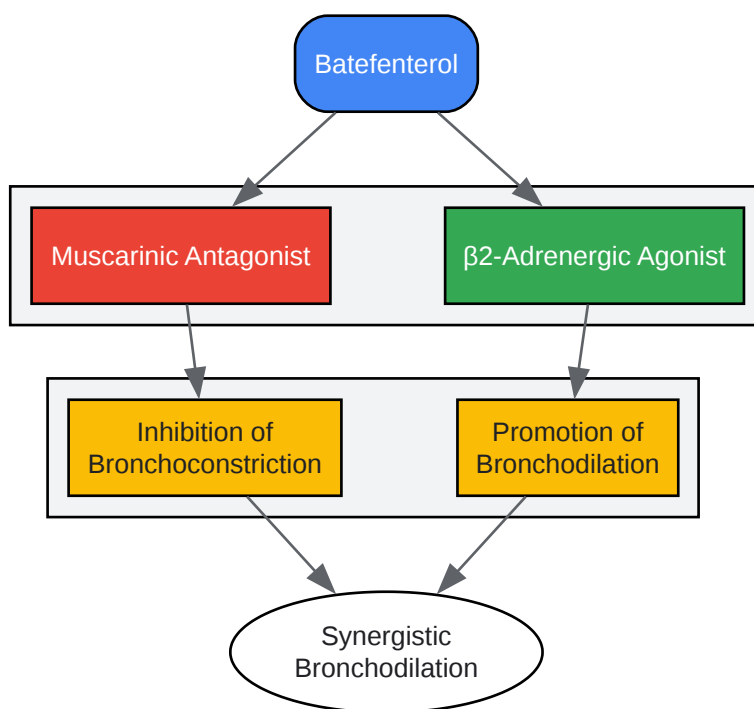 Batefenterol
Muscarinic Antagonist
β2-Adrenergic Agonist
Inhibition of
Bronchoconstriction
Promotion of
Bronchodilation
Synergistic
Bronchodilation